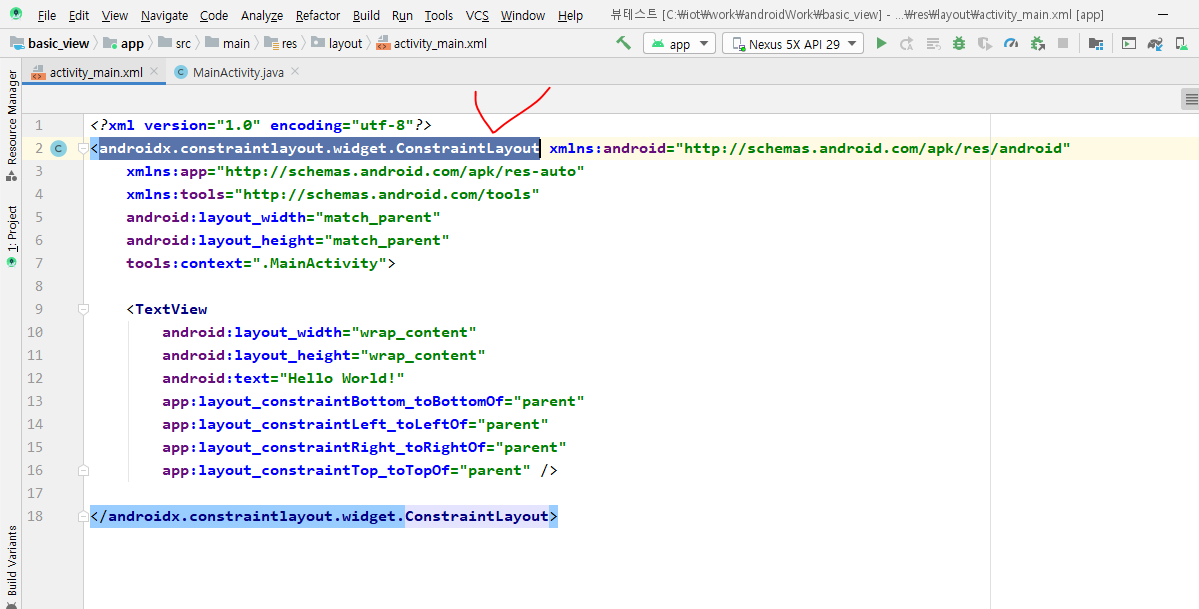 File Edit View Navigate Code Analyze Refactor Build Run Tools VCS Window Help 뷰테스트 [C:₩iot₩work₩androidWork₩basic_view] - ...₩res₩layout₩activity_main.xml [app]
basic_view app src main res layout activity_main.xml app Nexus 5X API 29
activity_main.xml MainActivity.java
Resource Manager
1: Project
Build Variants
1 <?xml version="1.0" encoding="utf-8"?>
2 <androidx.constraintlayout.widget.ConstraintLayout xmlns:android="http://schemas.android.com/apk/res/android"
3 xmlns:app="http://schemas.android.com/apk/res-auto"
4 xmlns:tools="http://schemas.android.com/tools"
5 android:layout_width="match_parent"
6 android:layout_height="match_parent"
7 tools:context=".MainActivity">
8
9 <TextView
10 android:layout_width="wrap_content"
11 android:layout_height="wrap_content"
12 android:text="Hello World!"
13 app:layout_constraintBottom_toBottomOf="parent"
14 app:layout_constraintLeft_toLeftOf="parent"
15 app:layout_constraintRight_toRightOf="parent"
16 app:layout_constraintTop_toTopOf="parent" />
17
18 </androidx.constraintlayout.widget.ConstraintLayout>